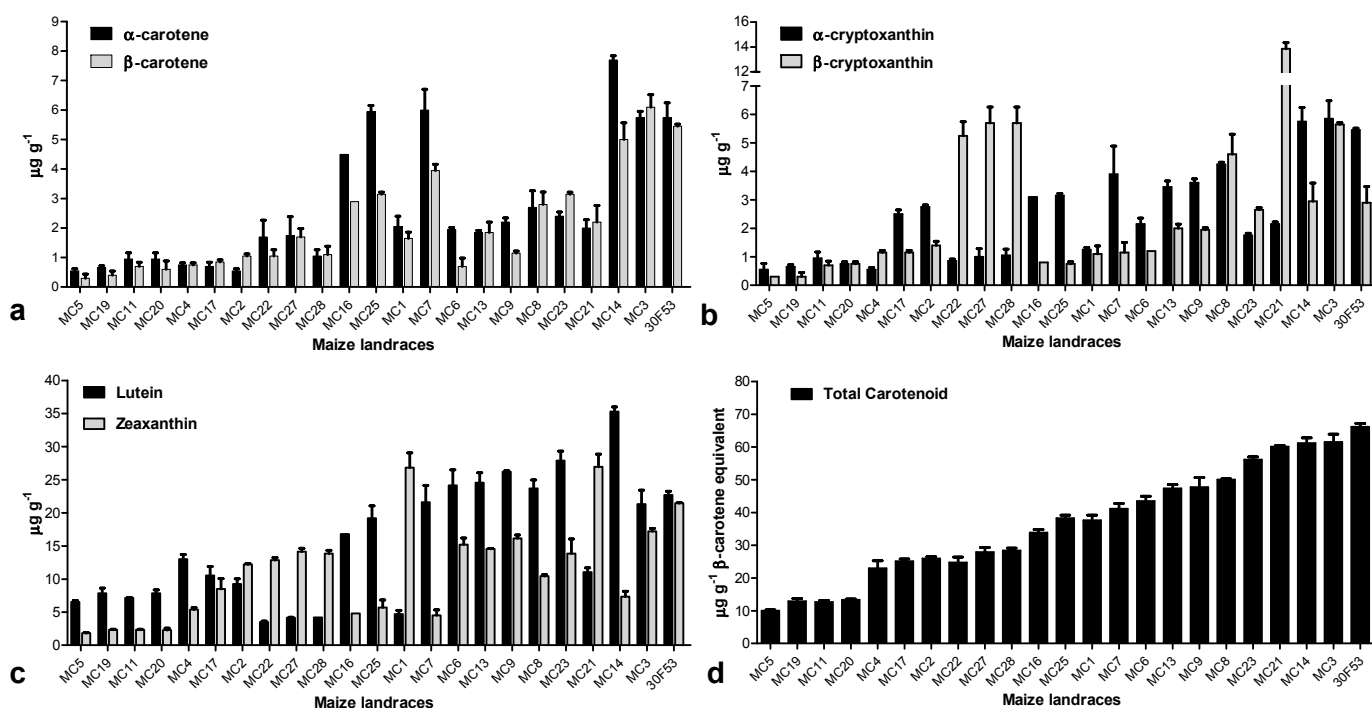 9
8
7
6
5
4
3
2
1
0
μg g-1
α-carotene
β-carotene
MC5
MC19
MC11
MC20
MC4
MC17
MC2
MC22
MC27
MC28
MC16
MC25
MC1
MC7
MC6
MC13
MC9
MC8
MC23
MC21
MC14
MC3
30F53
a
Maize landraces
16
14
12
6
5
4
3
2
1
0
μg g-1
α-cryptoxanthin
β-cryptoxanthin
MC5
MC19
MC11
MC20
MC4
MC17
MC2
MC22
MC27
MC28
MC16
MC25
MC1
MC7
MC6
MC13
MC9
MC8
MC23
MC21
MC14
MC3
30F53
b
Maize landraces
40
35
30
25
20
15
10
5
0
μg g-1
Lutein
Zeaxanthin
MC5
MC19
MC11
MC20
MC4
MC17
MC2
MC22
MC27
MC28
MC16
MC25
MC1
MC7
MC6
MC13
MC9
MC8
MC23
MC21
MC14
MC3
30F53
c
Maize landraces
80
70
60
50
40
30
20
10
0
μg g-1 β-carotene equivalent
Total Carotenoid
MC5
MC19
MC11
MC20
MC4
MC17
MC2
MC22
MC27
MC28
MC16
MC25
MC1
MC7
MC6
MC13
MC9
MC8
MC23
MC21
MC14
MC3
30F53
d
Maize landraces